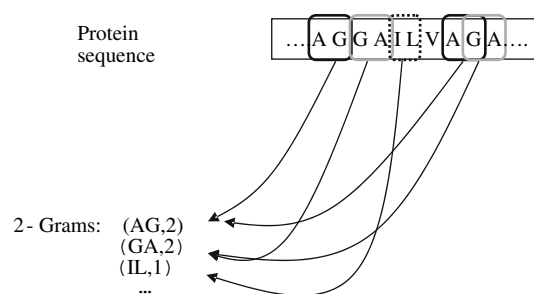 Protein
sequence
....A G G A I L V A G A....
2 - Grams: (AG,2)
(GA,2)
(IL,1)
...